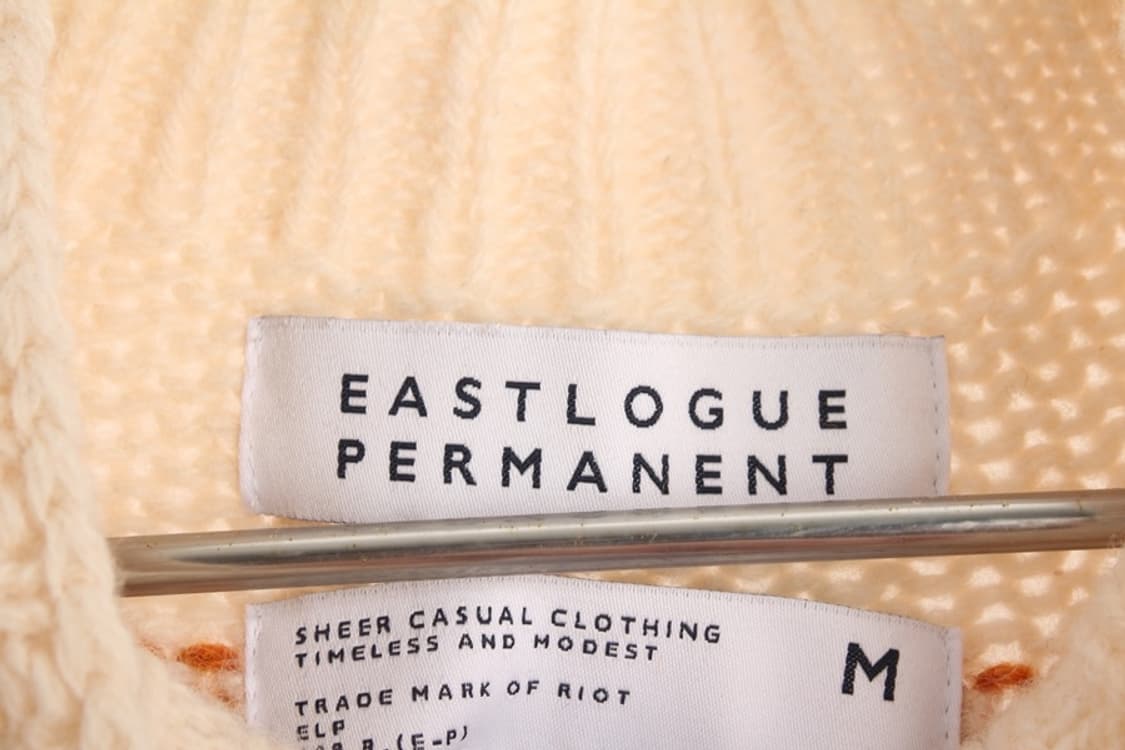 EASTLOGUE
PERMANENT
SHEER CASUAL CLOTHING
TIMELESS AND MODEST
M
TRADE MARK OF RIOT
ELP
R.(E-P)